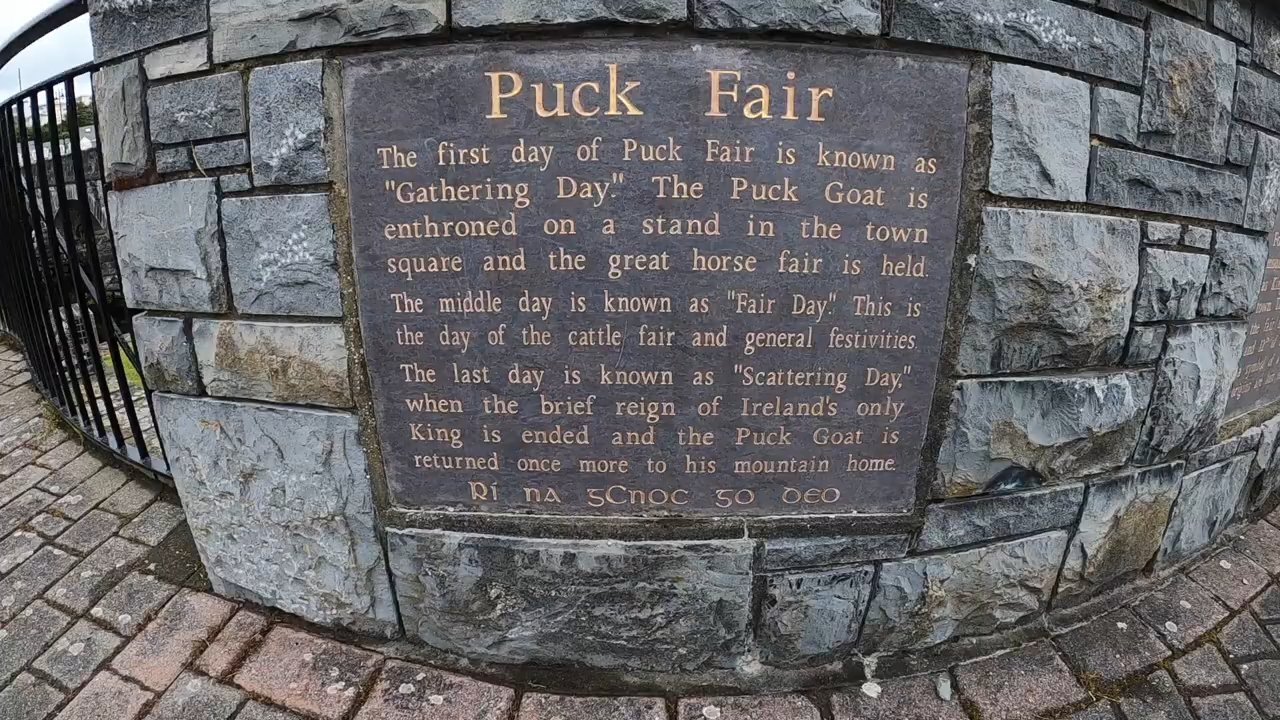 Puck Fair
The first day of Puck Fair is known as
"Gathering Day." The Puck Goat is
enthroned on a stand in the town
square and the great horse fair is held.
The middle day is known as "Fair Day." This is
the day of the cattle fair and general festivities.
The last day is known as "Scattering Day,"
when the brief reign of Ireland's only
King is ended and the Puck Goat is
returned once more to his mountain home.
Rí na gCnoc go deo